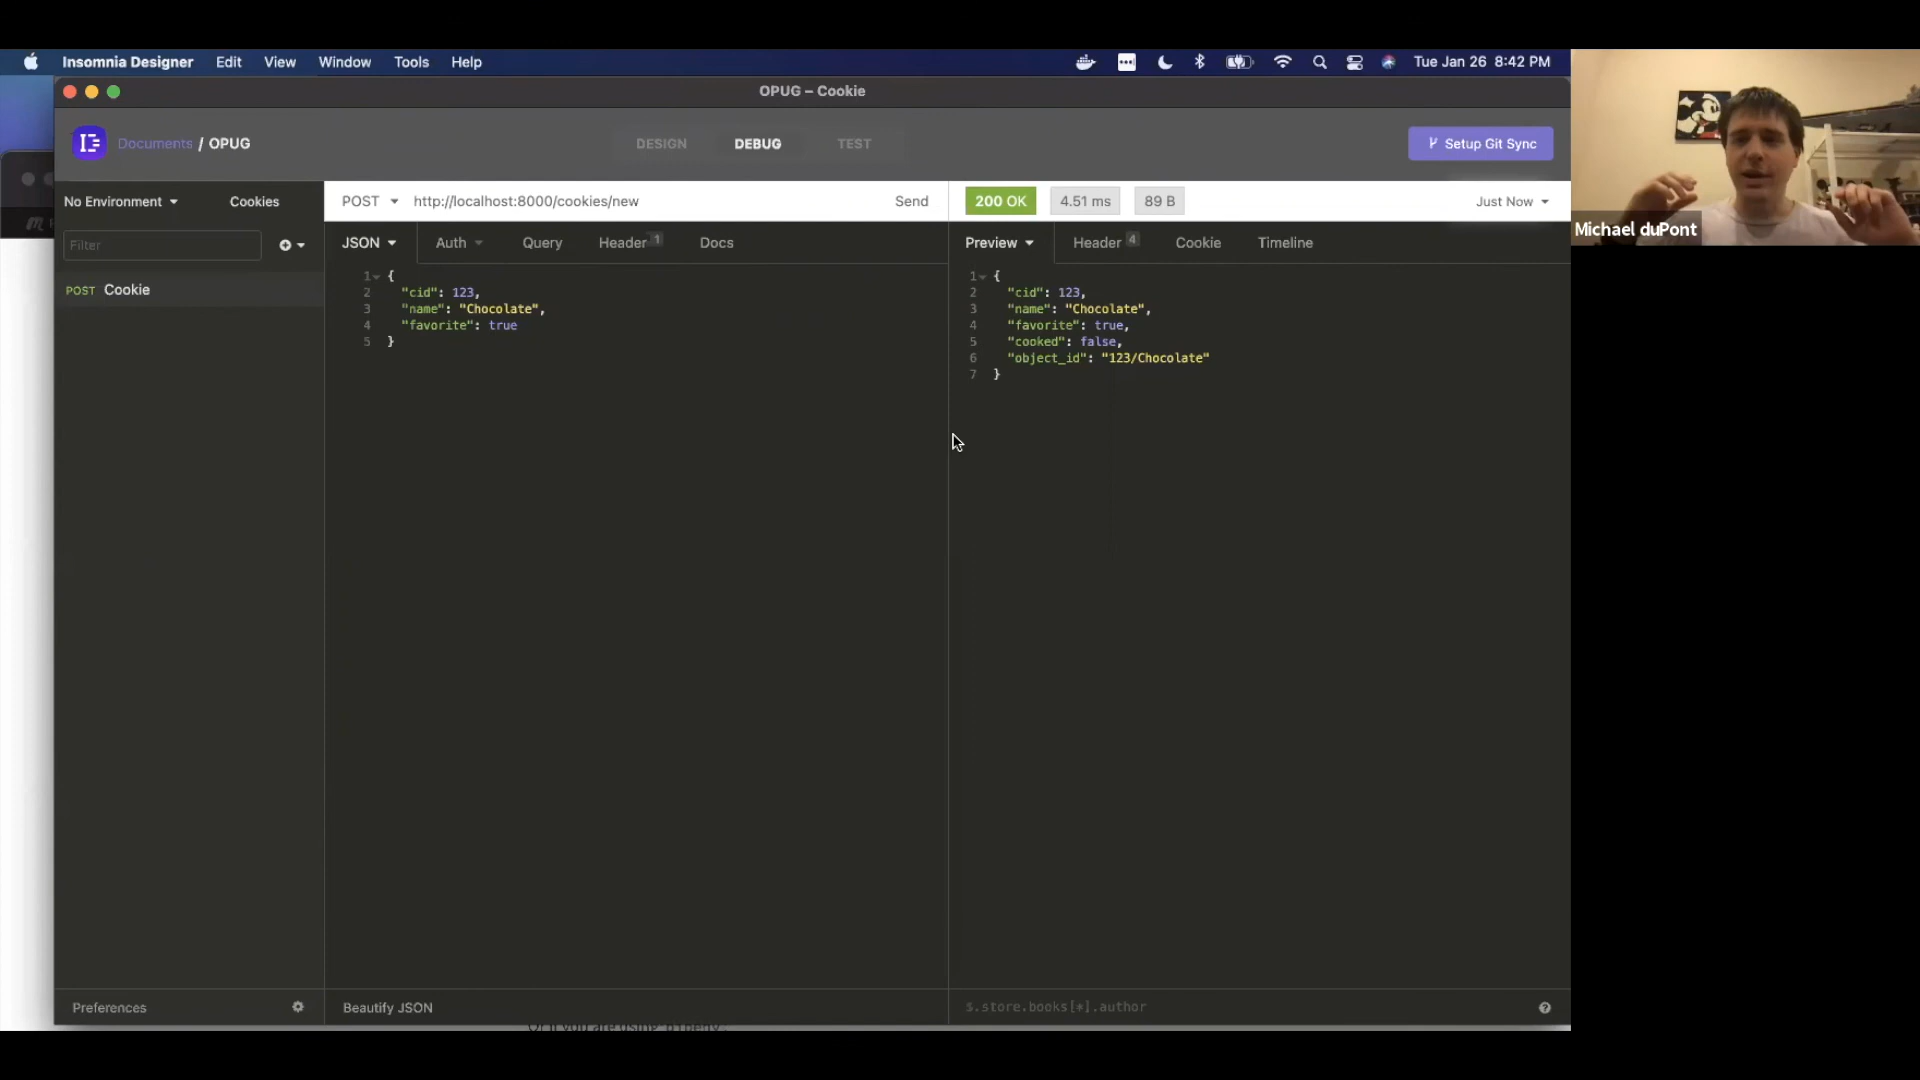 Insomnia Designer Edit View Window Tools Help Tue Jan 26 8:42 PM
OPUG – Cookie
Documents / OPUG DESIGN DEBUG TEST Setup Git Sync
No Environment Cookies POST http://localhost:8000/cookies/new Send 200 OK 4.51 ms 89 B Just Now
Michael duPont
Filter JSON Auth Query Header 1 Docs Preview Header 4 Cookie Timeline
POST Cookie
1 {
2 "cid": 123,
3 "name": "Chocolate",
4 "favorite": true
5 }
1 {
2 "cid": 123,
3 "name": "Chocolate",
4 "favorite": true,
5 "cooked": false,
6 "object_id": "123/Chocolate"
7 }
Preferences Beautify JSON $.store.books[*].author